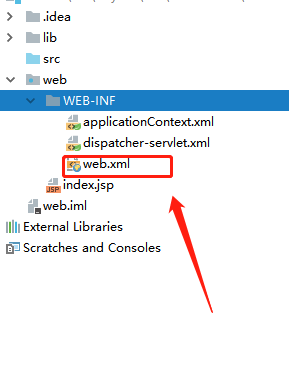 .idea
lib
src
web
WEB-INF
applicationContext.xml
dispatcher-servlet.xml
web.xml
JSP
index.jsp
web.iml
External Libraries
Scratches and Consoles